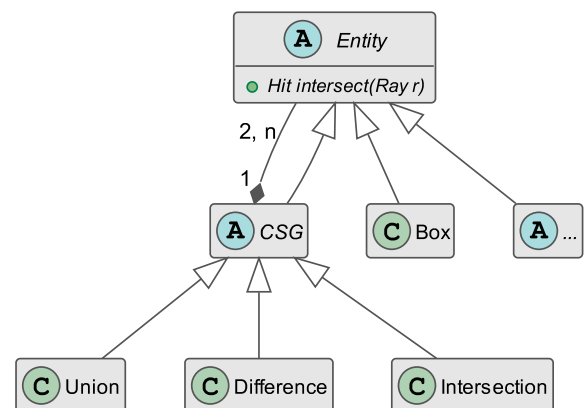 A Entity
Hit intersect(Ray r)
2, n
1
A CSG
C Box
A ...
C Union
C Difference
C Intersection